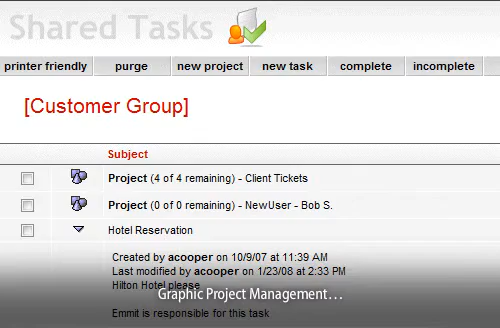 Shared Tasks
printer friendly purge new project new task complete incomplete
[Customer Group]
Subject
Project (4 of 4 remaining) - Client Tickets
Project (0 of 0 remaining) - NewUser - Bob S.
Hotel Reservation
Created by acooper on 10/9/07 at 11:39 AM
Last modified by acooper on 1/23/08 at 2:33 PM
Hilton Hotel please
Graphic Project Management...
Emmit is responsible for this task